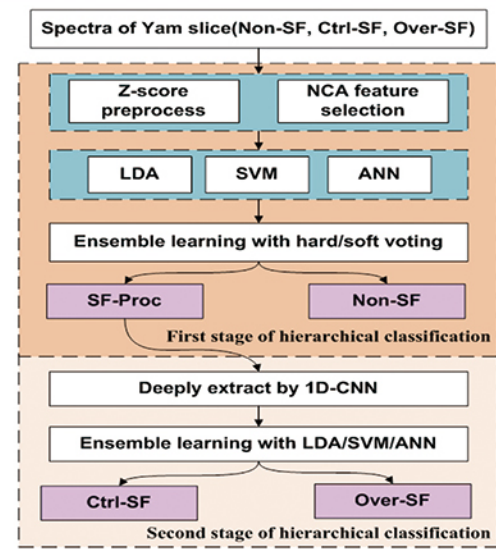 Spectra of Yam slice(Non-SF, Ctrl-SF, Over-SF)
Z-score
preprocess
NCA feature
selection
LDA
SVM
ANN
Ensemble learning with hard/soft voting
SF-Proc
Non-SF
First stage of hierarchical classification
Deeply extract by 1D-CNN
Ensemble learning with LDA/SVM/ANN
Ctrl-SF
Over-SF
Second stage of hierarchical classification